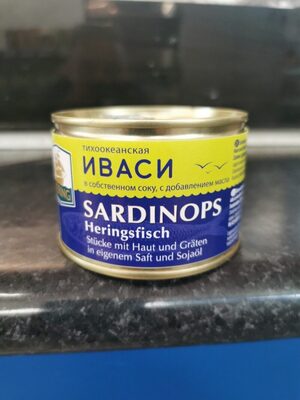 тихоокеанская
ИВАСИ
в собственном соку, с добавлением масла
SARDINOPS
Heringsfisch
Stücke mit Haut und Gräten
in eigenem Saft und Sojaöl